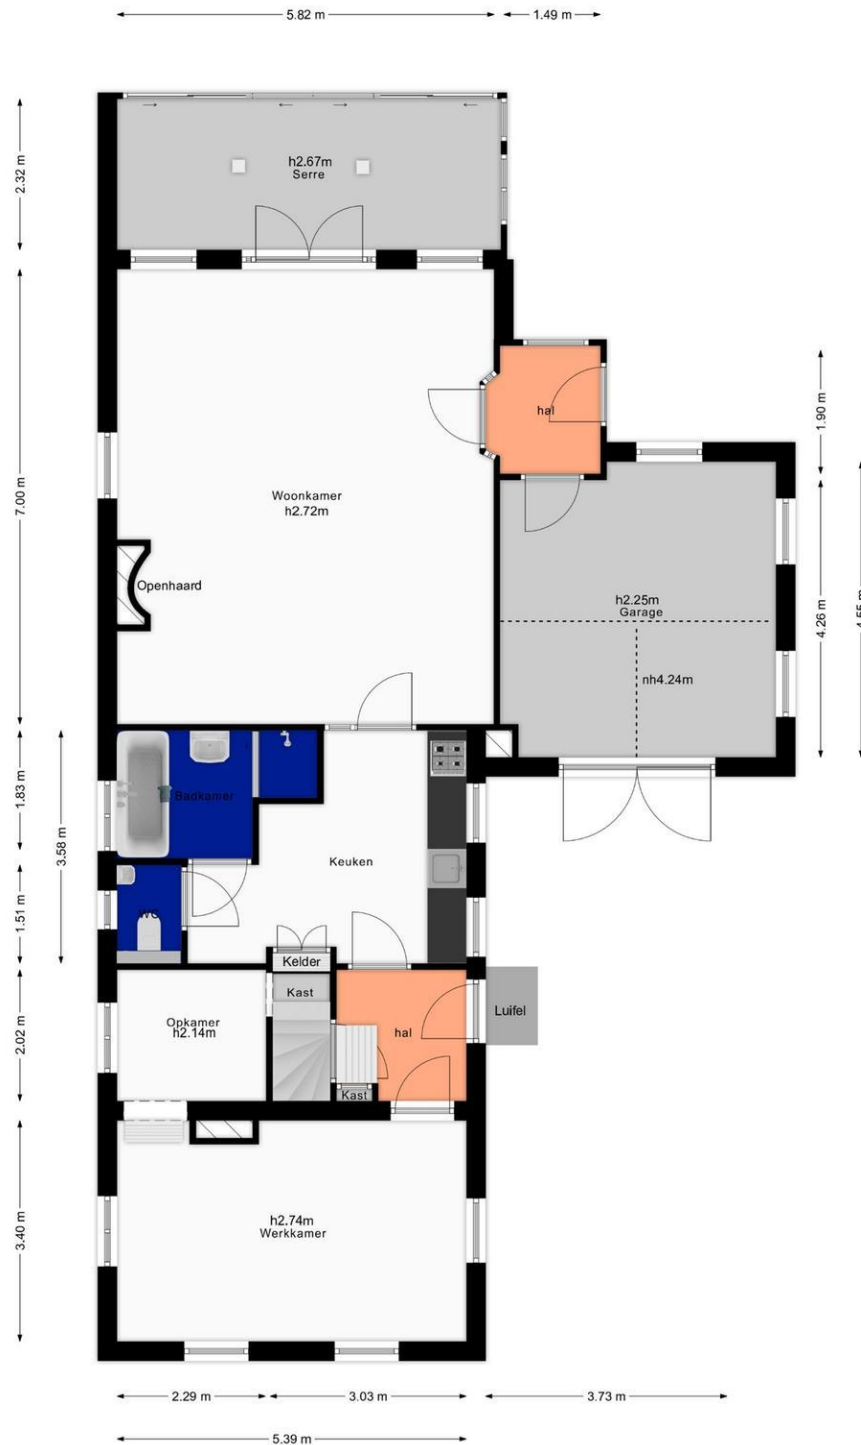 5.82 m
1.49 m
2.32 m
h2.67m
Serre
7.00 m
hal
1.90 m
Woonkamer
h2.72m
Openhaard
h2.25m
Garage
nh4.24m
4.26 m
4.55 m
1.83 m
3.58 m
Badkamer
Keuken
1.51 m
WC
Kelder
Kast
2.02 m
Opkamer
h2.14m
hal
Luifel
Kast
3.40 m
h2.74m
Werkkamer
2.29 m
3.03 m
3.73 m
5.39 m